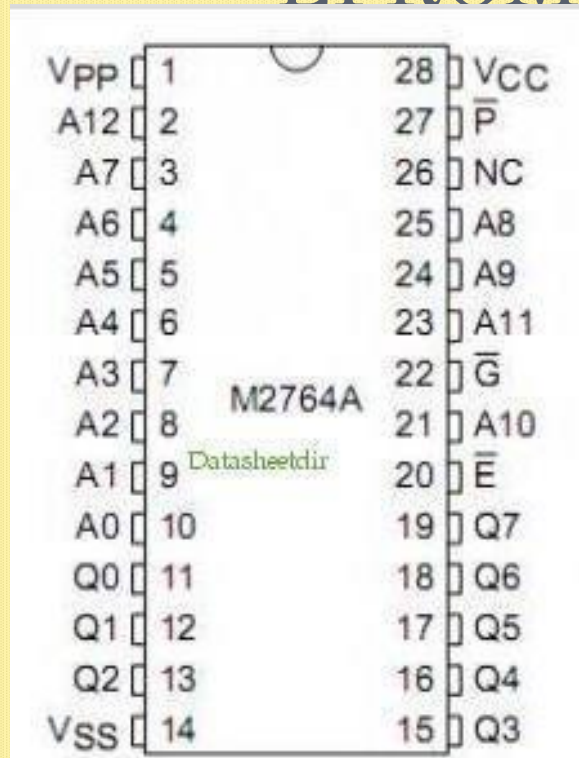 VPP 1 28 VCC
A12 2 27 P̅
A7 3 26 NC
A6 4 25 A8
A5 5 24 A9
A4 6 23 A11
A3 7 22 G̅
M2764A
A2 8 21 A10
Datasheetdir
A1 9 20 E̅
A0 10 19 Q7
Q0 11 18 Q6
Q1 12 17 Q5
Q2 13 16 Q4
VSS 14 15 Q3